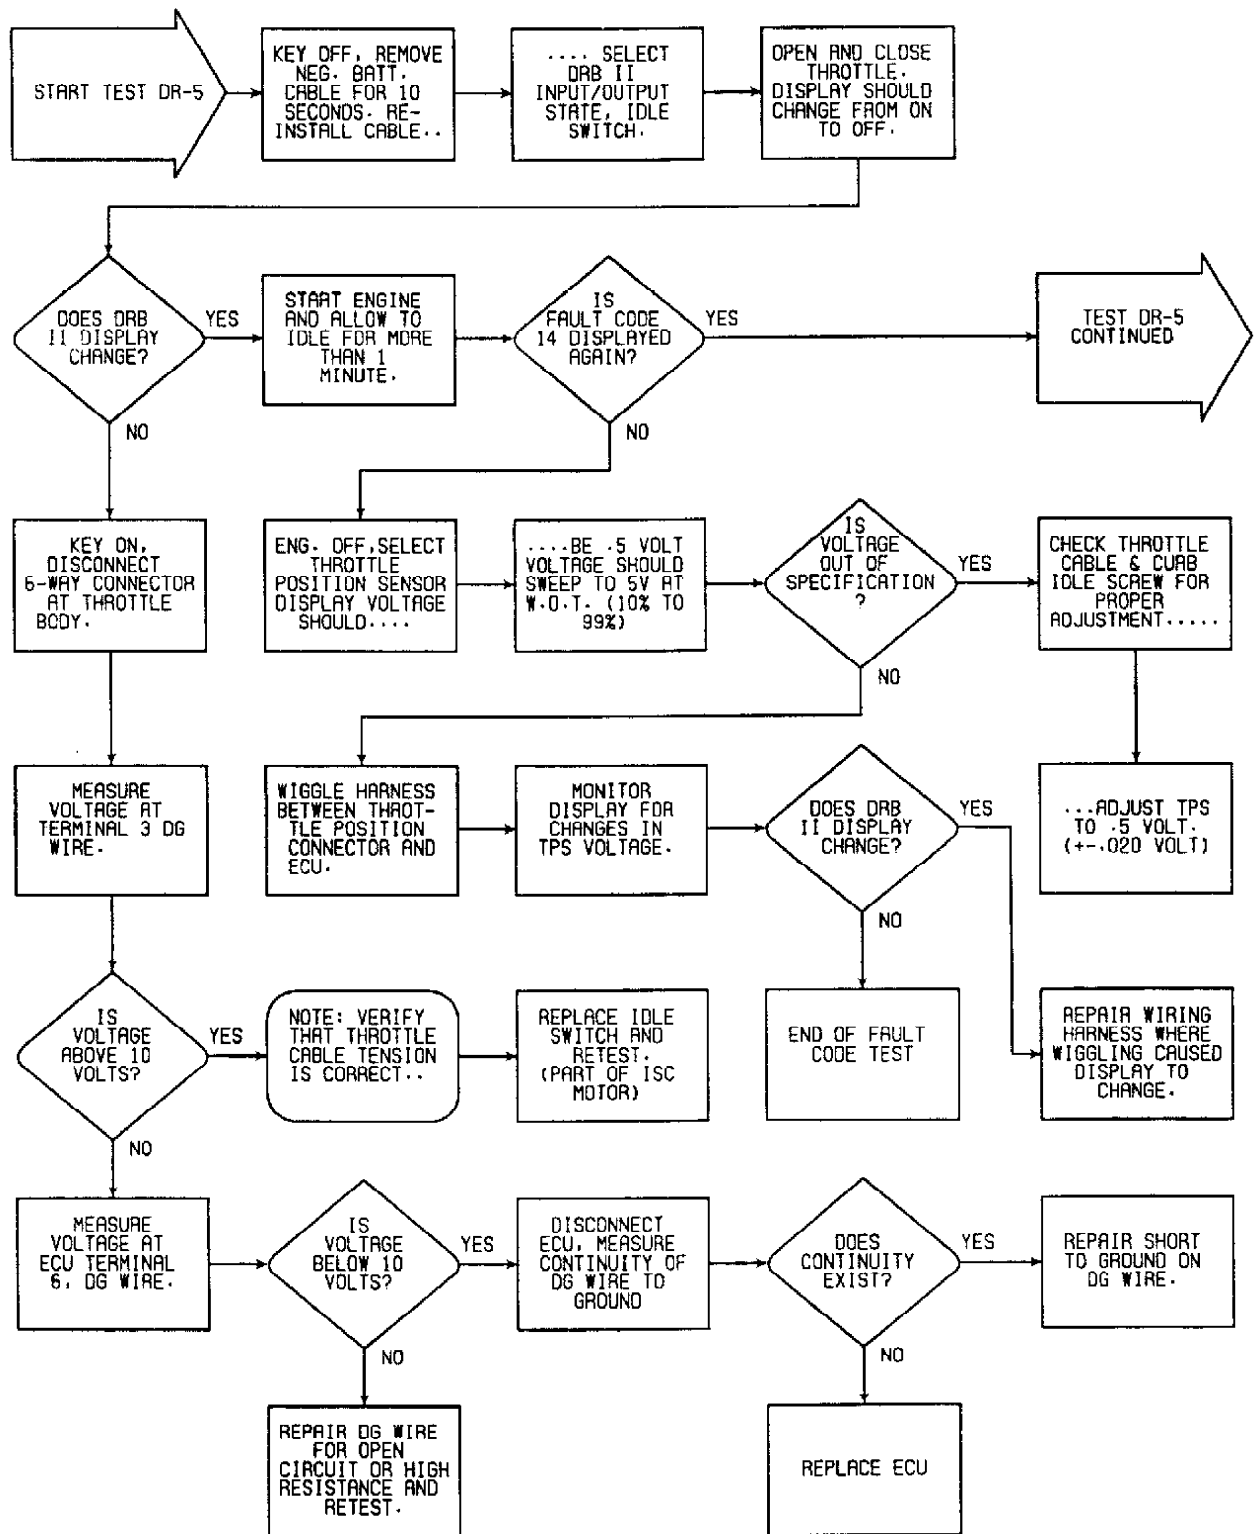 START TEST DR-5
KEY OFF, REMOVE
NEG. BATT.
CABLE FOR 10
SECONDS. RE-
INSTALL CABLE..
.... SELECT
DRB II
INPUT/OUTPUT
STATE, IDLE
SWITCH.
OPEN AND CLOSE
THROTTLE.
DISPLAY SHOULD
CHANGE FROM ON
TO OFF.
DOES DRB
II DISPLAY
CHANGE?
YES
NO
START ENGINE
AND ALLOW TO
IDLE FOR MORE
THAN 1
MINUTE.
IS
FAULT CODE
14 DISPLAYED
AGAIN?
YES
NO
TEST DR-5
CONTINUED
KEY ON,
DISCONNECT
6-WAY CONNECTOR
AT THROTTLE
BODY.
ENG. OFF,SELECT
THROTTLE
POSITION SENSOR
DISPLAY VOLTAGE
SHOULD....
....BE .5 VOLT
VOLTAGE SHOULD
SWEEP TO 5V AT
W.O.T. (10% TO
99%)
IS
VOLTAGE
OUT OF
SPECIFICATION
?
YES
NO
CHECK THROTTLE
CABLE & CURB
IDLE SCREW FOR
PROPER
ADJUSTMENT.....
MEASURE
VOLTAGE AT
TERMINAL 3 DG
WIRE.
WIGGLE HARNESS
BETWEEN THROT-
TLE POSITION
CONNECTOR AND
ECU.
MONITOR
DISPLAY FOR
CHANGES IN
TPS VOLTAGE.
DOES DRB
II DISPLAY
CHANGE?
YES
NO
...ADJUST TPS
TO .5 VOLT.
(+-.020 VOLT)
IS
VOLTAGE
ABOVE 10
VOLTS?
YES
NO
NOTE: VERIFY
THAT THROTTLE
CABLE TENSION
IS CORRECT..
REPLACE IDLE
SWITCH AND
RETEST.
(PART OF ISC
MOTOR)
END OF FAULT
CODE TEST
REPAIR WIRING
HARNESS WHERE
WIGGLING CAUSED
DISPLAY TO
CHANGE.
MEASURE
VOLTAGE AT
ECU TERMINAL
6, DG WIRE.
IS
VOLTAGE
BELOW 10
VOLTS?
YES
NO
DISCONNECT
ECU, MEASURE
CONTINUITY OF
DG WIRE TO
GROUND
DOES
CONTINUITY
EXIST?
YES
NO
REPAIR SHORT
TO GROUND ON
DG WIRE.
REPAIR DG WIRE
FOR OPEN
CIRCUIT OR HIGH
RESISTANCE AND
RETEST.
REPLACE ECU